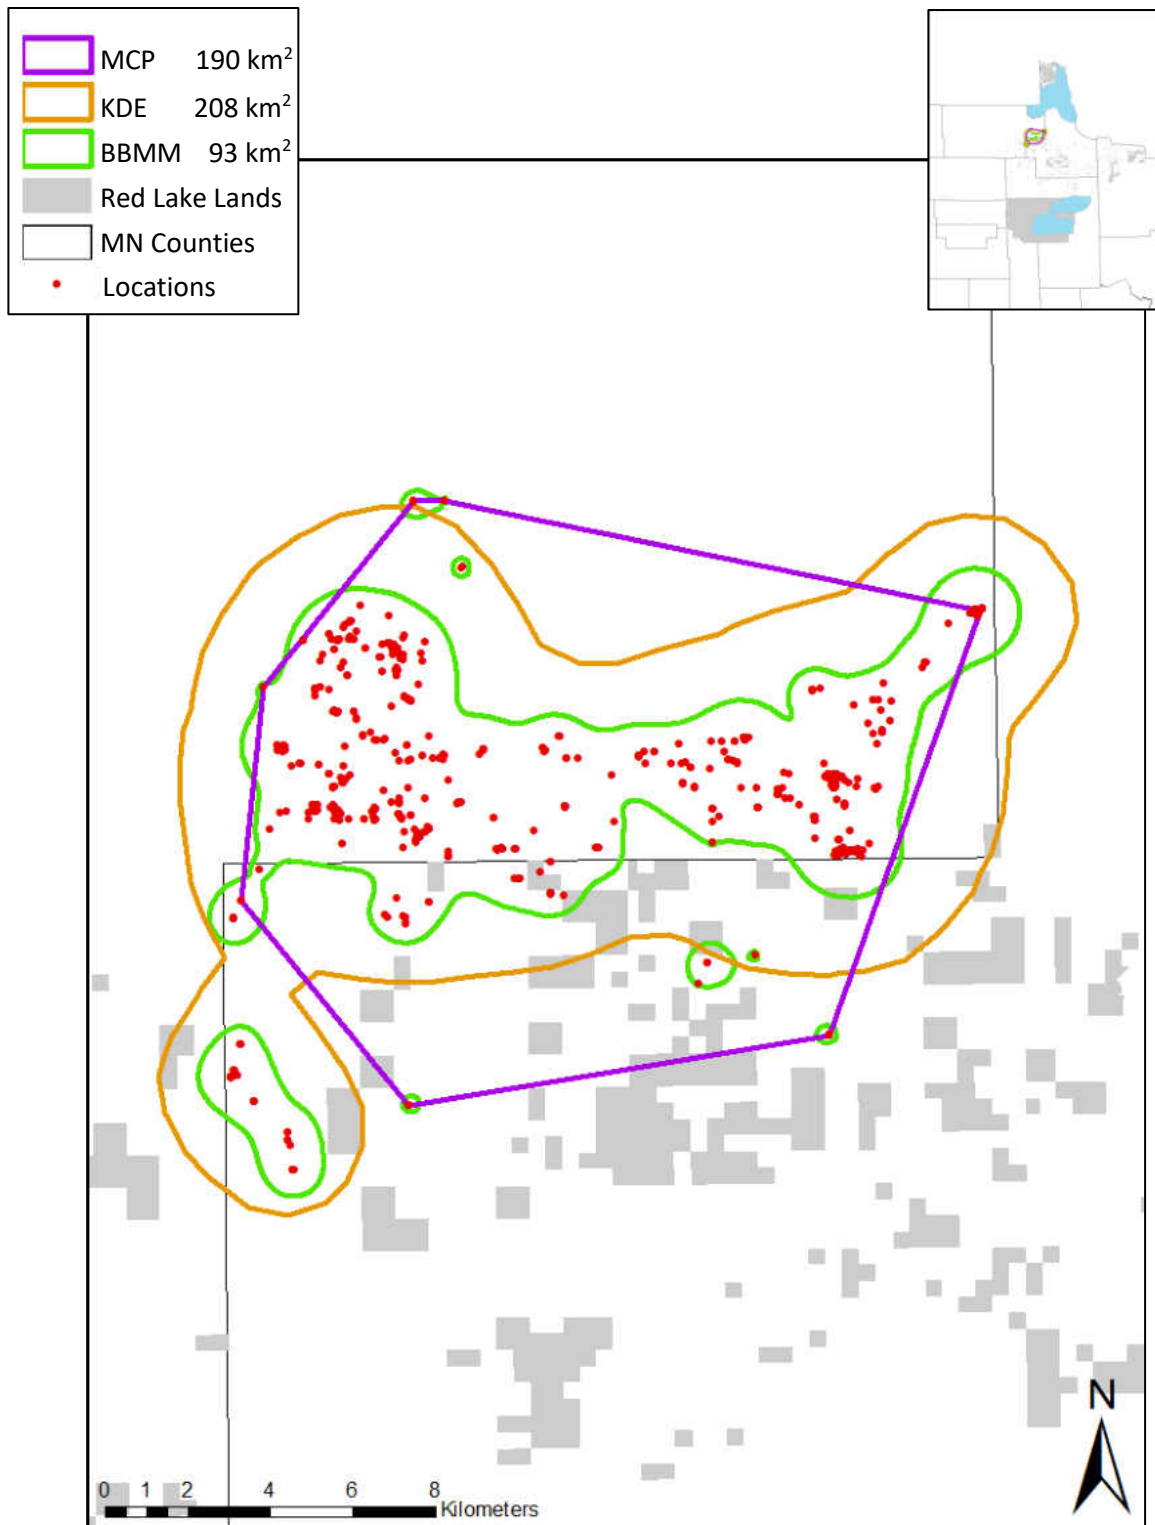 MCP 190 km²
KDE 208 km²
BBMM 93 km²
Red Lake Lands
MN Counties
Locations
N
0 1 2 4 6 8
Kilometers